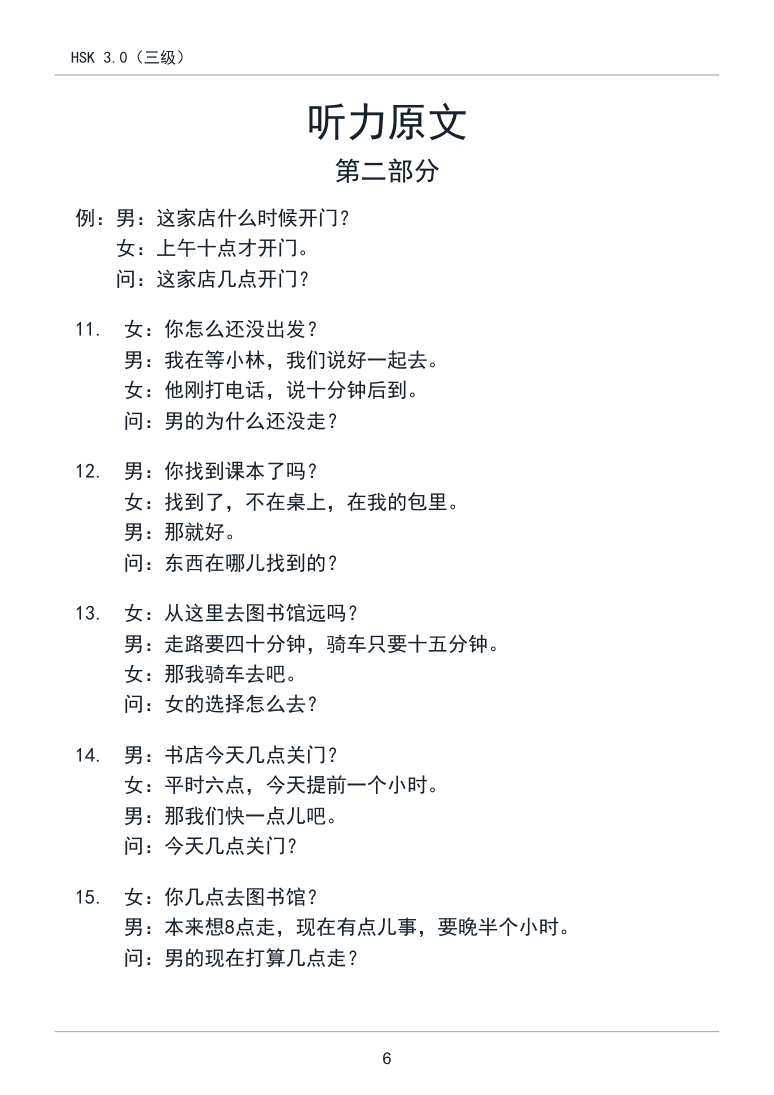 HSK 3.0（三级）
听力原文
第二部分
例：男：这家店什么时候开门？
女：上午十点才开门。
问：这家店几点开门？
11. 女：你怎么还没出发？
男：我在等小林，我们说好一起去。
女：他刚打电话，说十分钟后到。
问：男的为什么还没走？
12. 男：你找到课本了吗？
女：找到了，不在桌上，在我的包里。
男：那就好。
问：东西在哪儿找到的？
13. 女：从这里去图书馆远吗？
男：走路要四十分钟，骑车只要十五分钟。
女：那我骑车去吧。
问：女的选择怎么去？
14. 男：书店今天几点关门？
女：平时六点，今天提前一个小时。
男：那我们快一点儿吧。
问：今天几点关门？
15. 女：你几点去图书馆？
男：本来想8点走，现在有点儿事，要晚半个小时。
问：男的现在打算几点走？
6